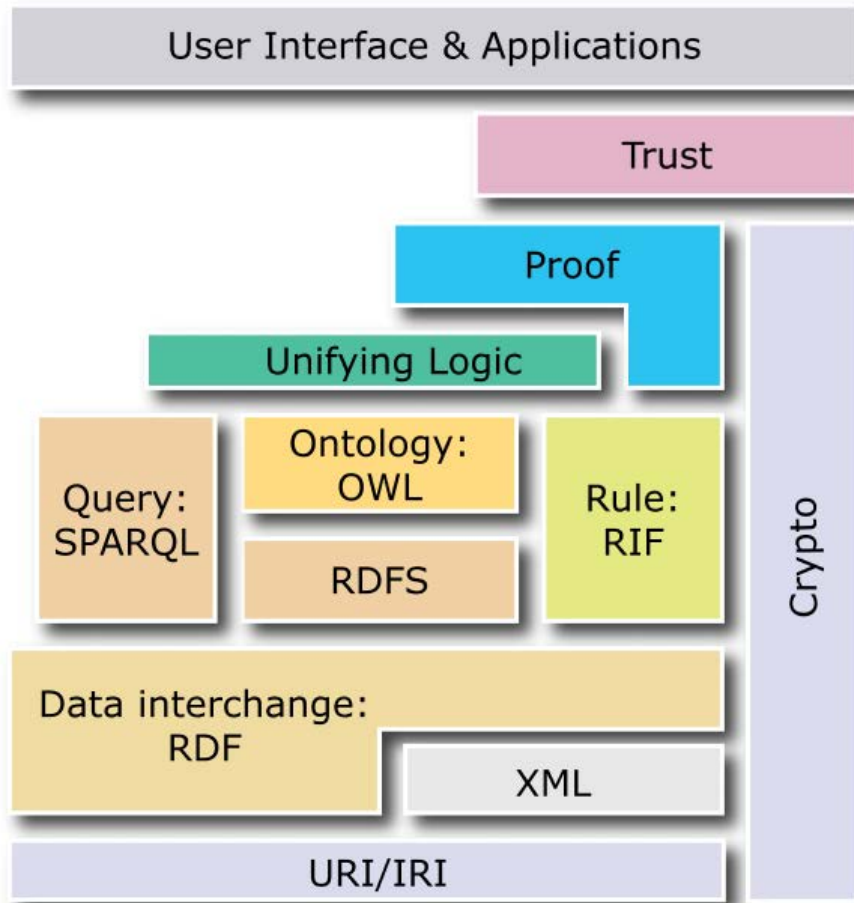 User Interface & Applications
Trust
Proof
Unifying Logic
Query:
SPARQL
Ontology:
OWL
RDFS
Rule:
RIF
Crypto
Data interchange:
RDF
XML
URI/IRI